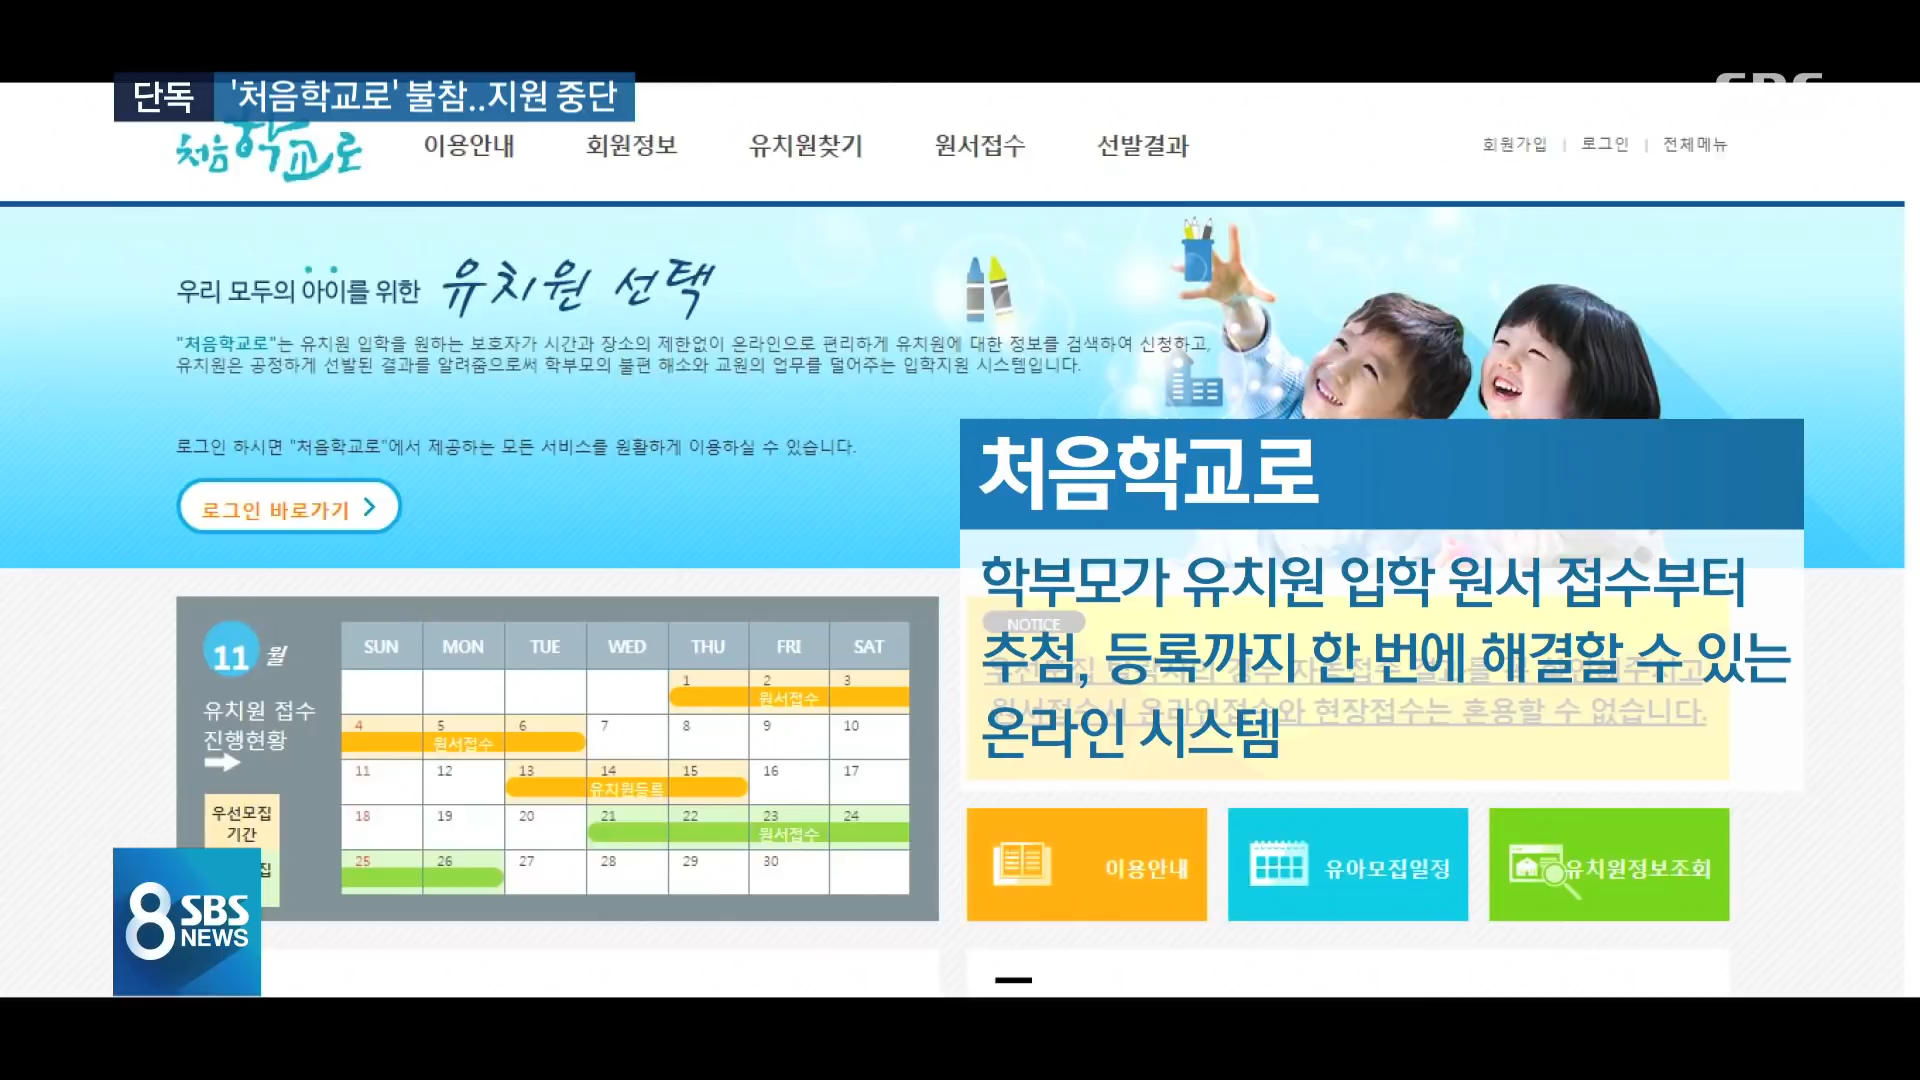 단독 '처음학교로' 불참..지원 중단
SBS
처음학교로
이용안내 회원정보 유치원찾기 원서접수 선발결과
회원가입 | 로그인 | 전체메뉴
우리 모두의 아이를 위한 유치원 선택
"처음학교로"는 유치원 입학을 원하는 보호자가 시간과 장소의 제한없이 온라인으로 편리하게 유치원에 대한 정보를 검색하여 신청하고,
유치원은 공정하게 선발된 결과를 알려줌으로써 학부모의 불편 해소와 교원의 업무를 덜어주는 입학지원 시스템입니다.
로그인 하시면 "처음학교로"에서 제공하는 모든 서비스를 원활하게 이용하실 수 있습니다.
로그인 바로가기
처음학교로
학부모가 유치원 입학 원서 접수부터
추첨, 등록까지 한 번에 해결할 수 있는
온라인 시스템
NOTICE
원서접수시 온라인접수와 현장접수는 혼용할 수 없습니다.
11 월
유치원 접수
진행현황
우선모집
기간
집
SUN MON TUE WED THU FRI SAT
1 2 3
원서접수
4 5 6 7 8 9 10
원서접수
11 12 13 14 15 16 17
유치원등록
18 19 20 21 22 23 24
원서접수
25 26 27 28 29 30
이용안내
유아모집일정
유치원정보조회
8 SBS
NEWS